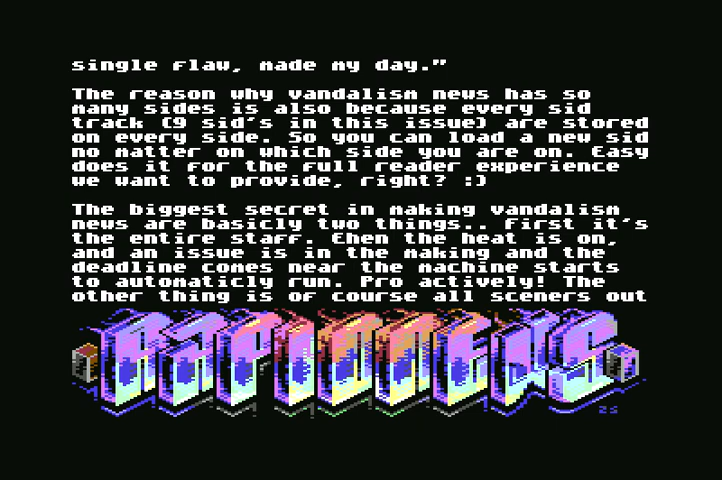 single flaw, made my day."
The reason why vandalism news has so
many sides is also because every sid
track (9 sid's in this issue) are stored
on every side. So you can load a new sid
no matter on which side you are on. Easy
does it for the full reader experience
we want to provide, right? :)
The biggest secret in making vandalism
news are basicly two things.. First it's
the entire staff. Ehen the heat is on,
and an issue is in the making and the
deadline comes near the machine starts
to automaticly run. Pro actively! The
other thing is of course all sceners out
RAPIDNEWS